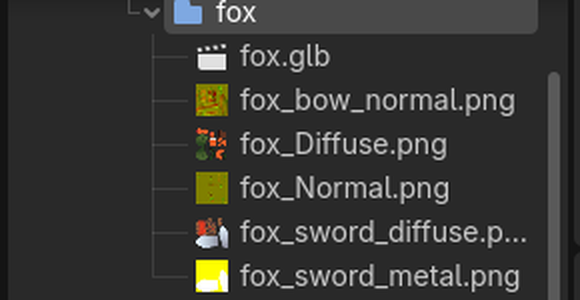 fox
fox.glb
fox_bow_normal.png
fox_Diffuse.png
fox_Normal.png
fox_sword_diffuse.p...
fox_sword_metal.png